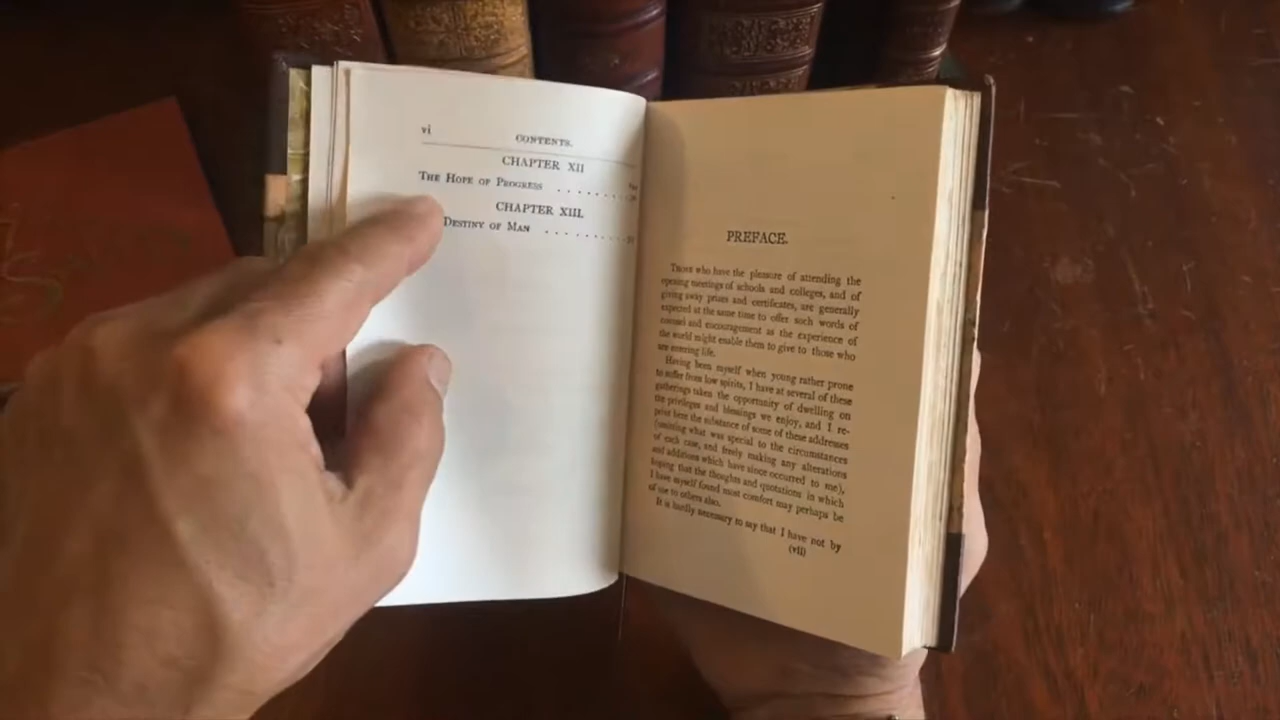 vi
CONTENTS.
CHAPTER XII
THE HOPE OF PROGRESS ........
CHAPTER XIII.
DESTINY OF MAN ........
PREFACE.
THOSE who have the pleasure of attending the
opening meetings of schools and colleges, and of
giving away prizes and certificates, are generally
expected at the same time to offer such words of
counsel and encouragement as the experience of
the world might enable them to give to those who
are entering life.
Having been myself when young rather prone
to suffer from low spirits, I have at several of these
gatherings taken the opportunity of dwelling on
the privileges and blessings we enjoy, and I re-
print here the substance of some of these addresses
(omitting what was special to the circumstances
of each case, and freely making any alterations
and additions which have since occurred to me),
hoping that the thoughts and quotations in which
I have myself found most comfort may perhaps be
of use to others also.
It is hardly necessary to say that I have not by
(vii)